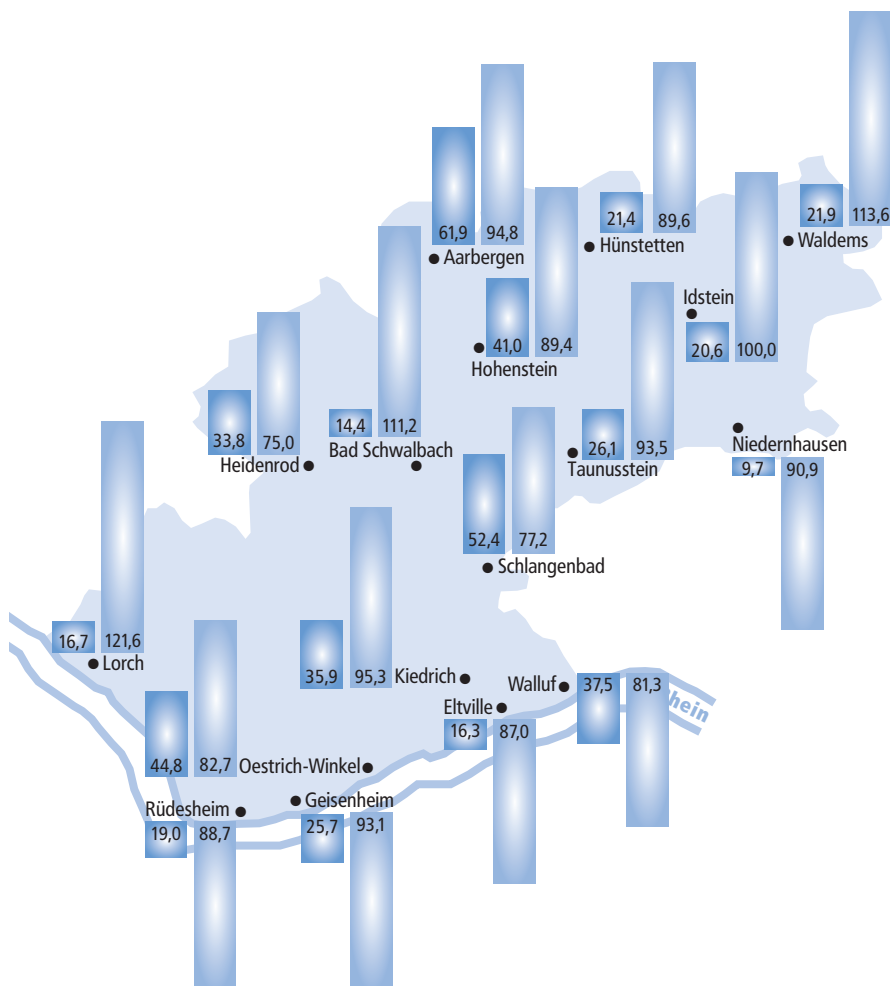 61,9 94,8
Aarbergen
21,4 89,6
Hünstetten
21,9 113,6
Waldems
Idstein
20,6 100,0
41,0 89,4
Hohenstein
33,8 75,0
Heidenrod
14,4 111,2
Bad Schwalbach
26,1 93,5
Taunusstein
Niedernhausen
9,7 90,9
52,4 77,2
Schlangenbad
16,7 121,6
Lorch
35,9 95,3 Kiedrich
Walluf 37,5 81,3
Eltville
16,3 87,0
hein
44,8 82,7 Oestrich-Winkel
Rüdesheim
19,0 88,7
Geisenheim
25,7 93,1